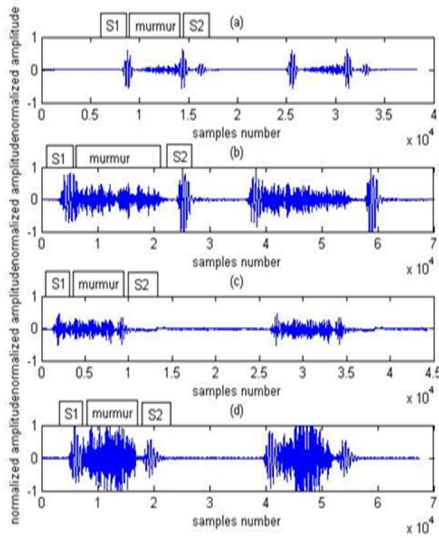 S1 murmur S2 (a)
normalized amplitude
1
0
-1
0 0.5 1 1.5 2 2.5 3 3.5 4
samples number
x 10^4
S1 murmur S2
(b)
normalized amplitude
1
0
-1
0 1 2 3 4 5 6 7
samples number
x 10^4
S1 murmur S2 (c)
normalized amplitude
1
0
-1
0 0.5 1 1.5 2 2.5 3 3.5 4 4.5
samples number
x 10^4
S1 murmur S2 (d)
normalized amplitude
1
0
-1
0 1 2 3 4 5 6 7
samples number
x 10^4